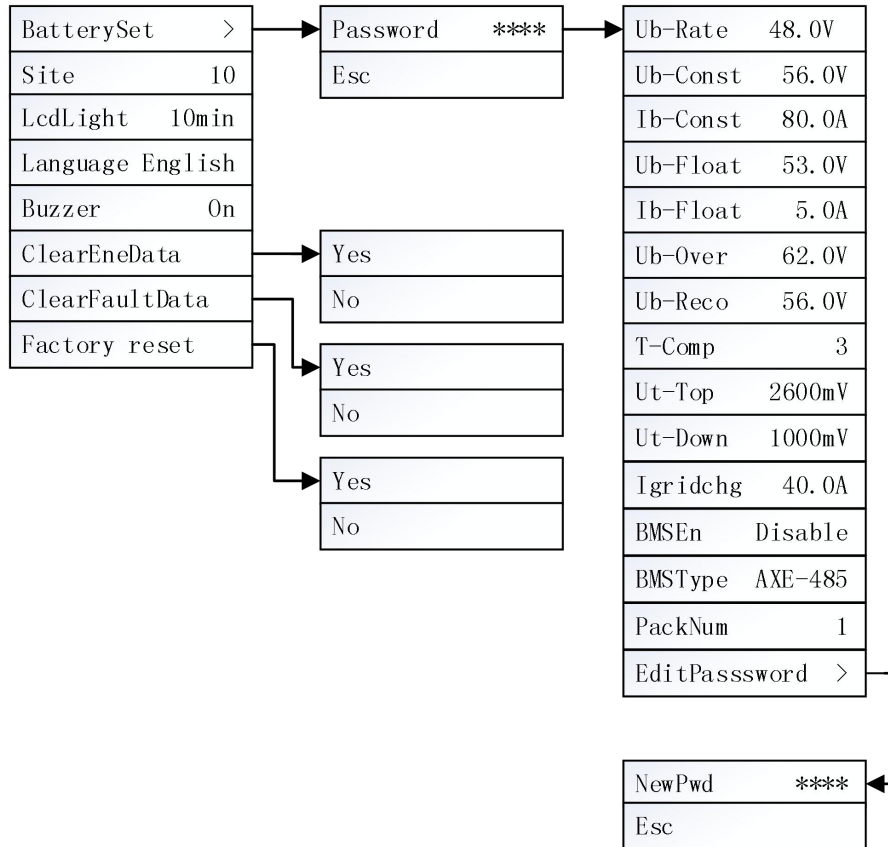 BatterySet >
Site 10
LcdLight 10min
Language English
Buzzer On
ClearEneData
ClearFaultData
Factory reset
Password ****
Esc
Yes
No
Yes
No
Yes
No
Ub-Rate 48.0V
Ub-Const 56.0V
Ib-Const 80.0A
Ub-Float 53.0V
Ib-Float 5.0A
Ub-Over 62.0V
Ub-Reco 56.0V
T-Comp 3
Ut-Top 2600mV
Ut-Down 1000mV
Igridchg 40.0A
BMSEn Disable
BMSType AXE-485
PackNum 1
EditPasssword >
NewPwd ****
Esc